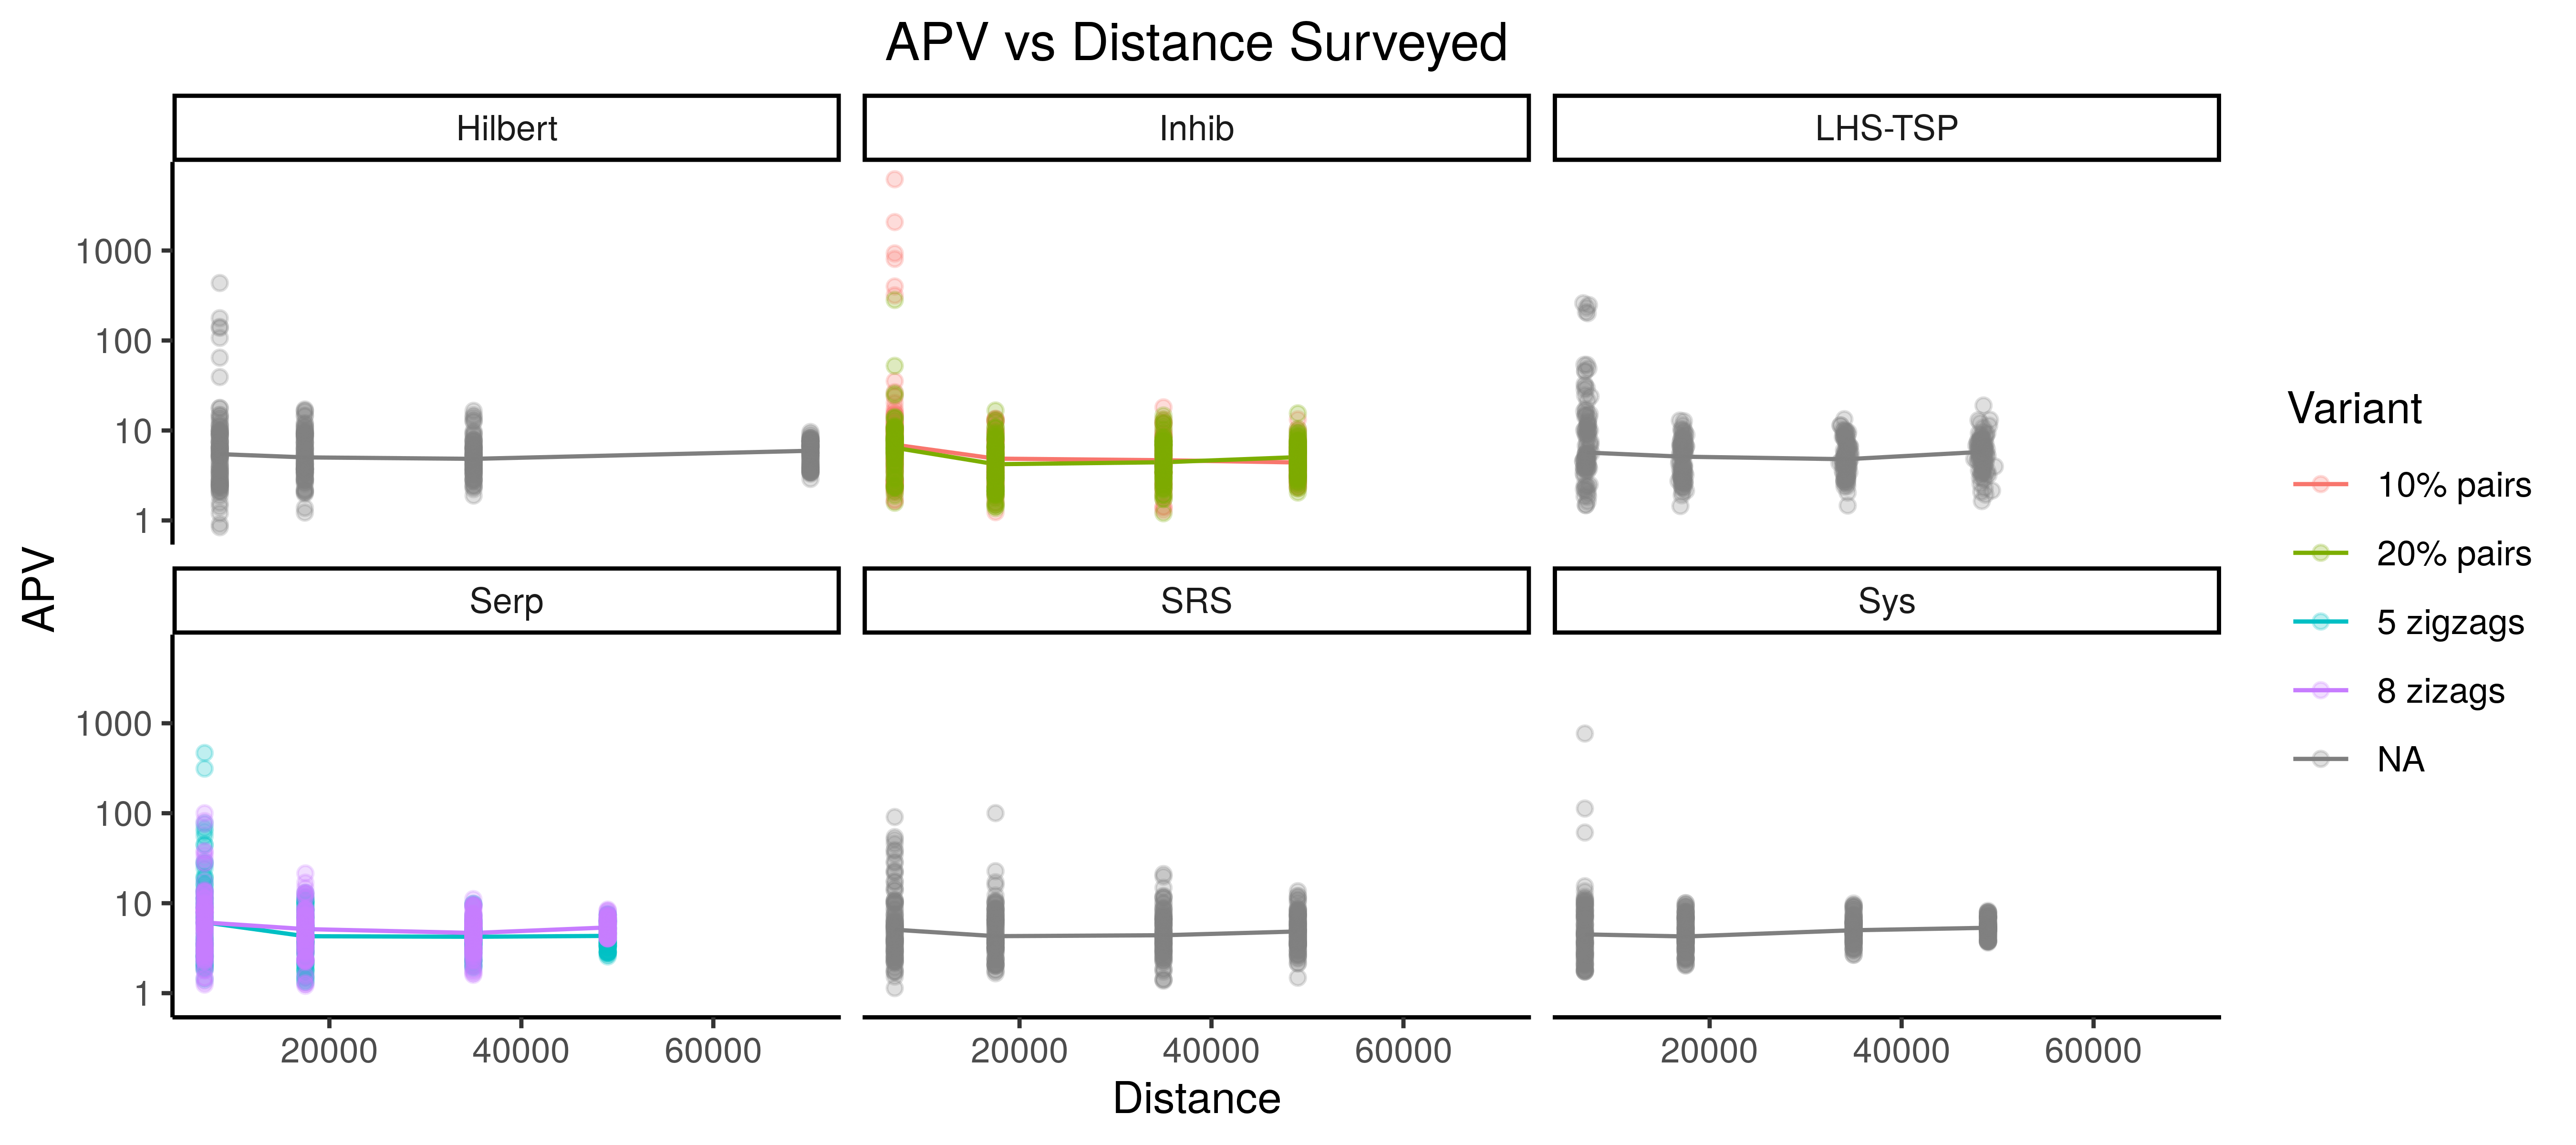 APV vs Distance Surveyed
Hilbert
Inhib
LHS-TSP
1000
100
10
1
Serp
SRS
Sys
1000
100
10
1
20000 40000 60000
20000 40000 60000
20000 40000 60000
APV
Distance
Variant
10% pairs
20% pairs
5 zigzags
8 zizags
NA